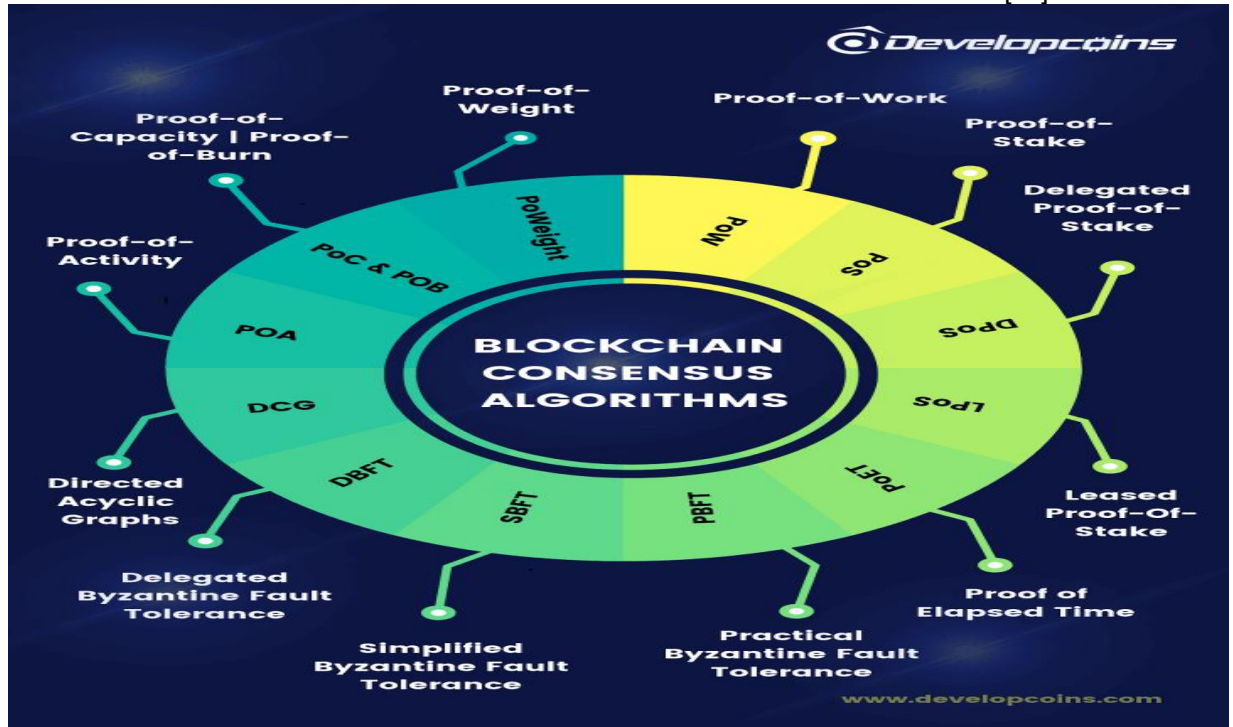 Developcoins
Proof-of-
Weight
Proof-of-Work
Proof-of-
Capacity | Proof-
of-Burn
Proof-of-
Stake
Delegated
Proof-of-
Stake
Proof-of-
Activity
PoWeight
PoW
PoC & POB
PoS
POA
DPoS
BLOCKCHAIN
CONSENSUS
ALGORITHMS
DCG
LPoS
DBFT
PoET
SBFT
PBFT
Directed
Acyclic
Graphs
Leased
Proof-Of-
Stake
Delegated
Byzantine Fault
Tolerance
Proof of
Elapsed Time
Simplified
Byzantine Fault
Tolerance
Practical
Byzantine Fault
Tolerance
www.developcoins.com